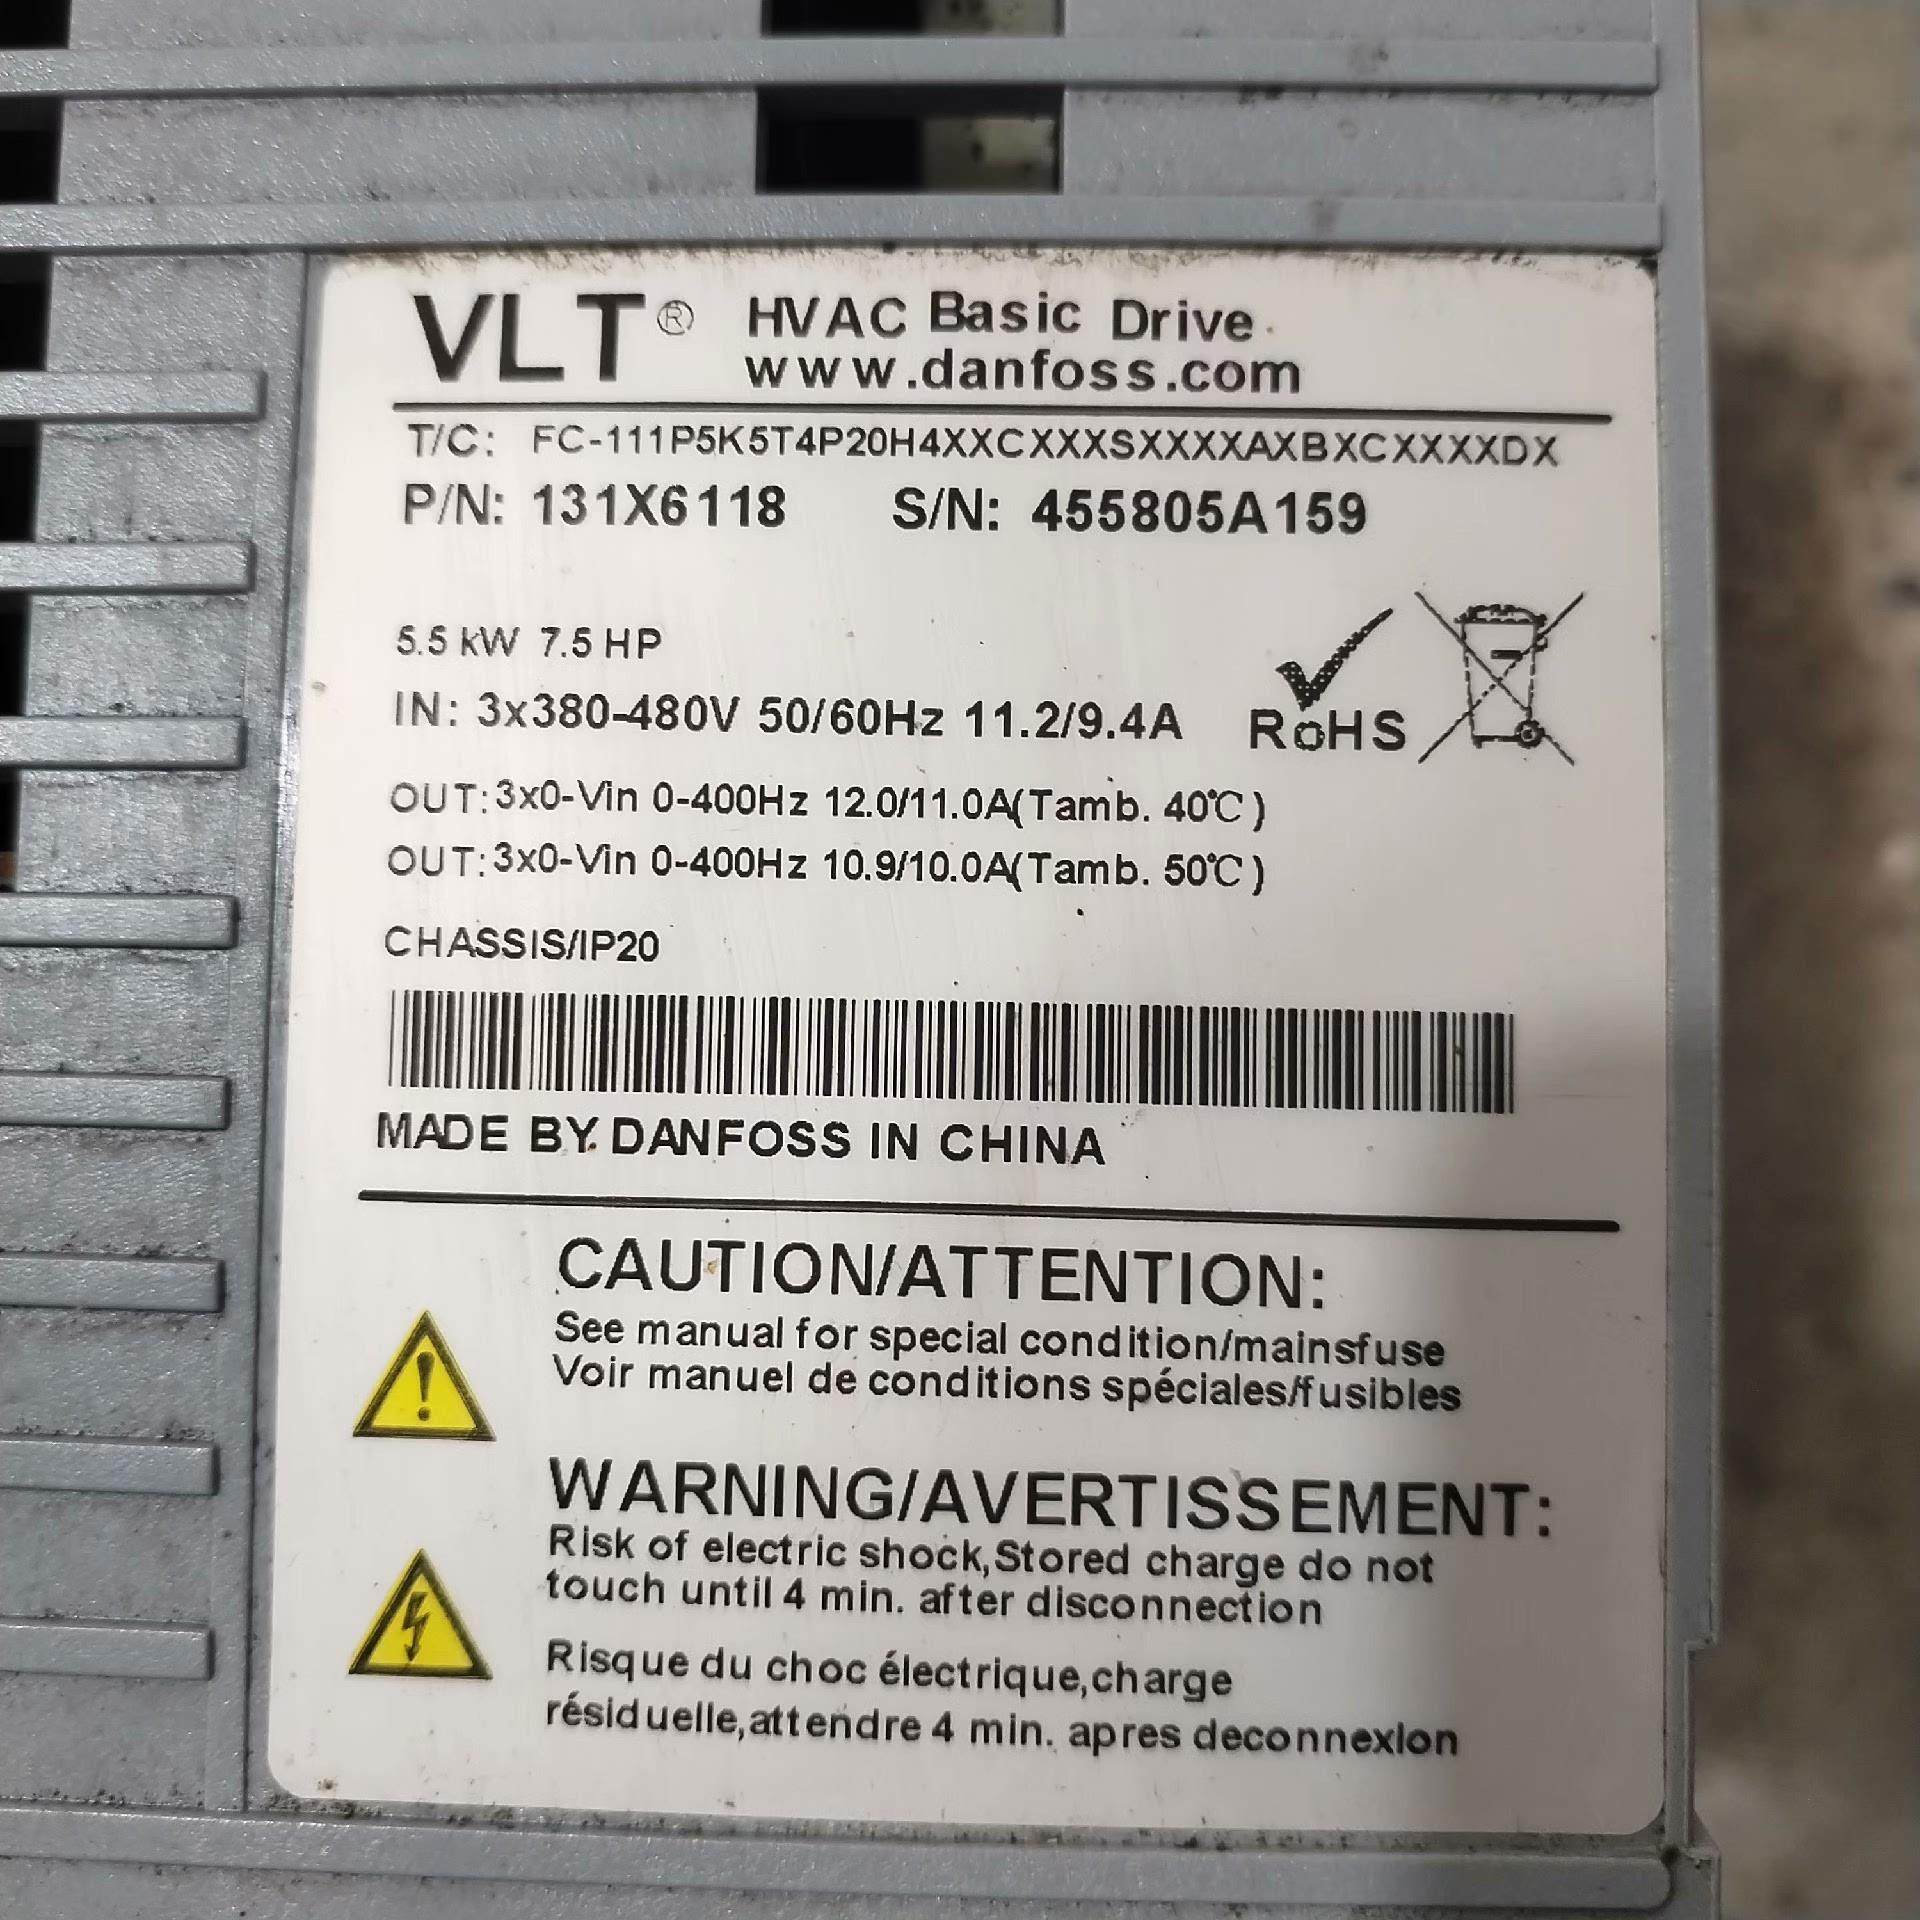 VLT® HVAC Basic Drive
www.danfoss.com
T/C: FC-111P5K5T4P20H4XXCXXXSXXXXAXBXCXXXXDX
P/N: 131X6118 S/N: 455805A159
5.5 kW 7.5 HP
IN: 3x380-480V 50/60Hz 11.2/9.4A
RoHS
OUT:3x0-Vin 0-400Hz 12.0/11.0A(Tamb. 40℃)
OUT:3x0-Vin 0-400Hz 10.9/10.0A(Tamb. 50℃)
CHASSIS/IP20
MADE BY DANFOSS IN CHINA
CAUTION/ATTENTION:
See manual for special condition/mainsfuse
Voir manuel de conditions spéciales/fusibles
WARNING/AVERTISSEMENT:
Risk of electric shock,Stored charge do not
touch until 4 min. after disconnection
Risque du choc électrique,charge
résiduelle,attendre 4 min. apres deconnexion